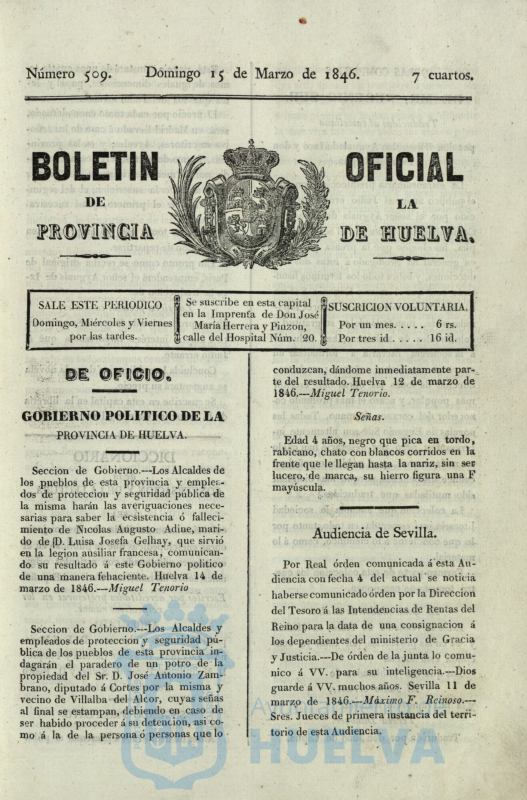 Número 509. Domingo 15 de Marzo de 1846. 7 cuartos.
BOLETIN OFICIAL
DE LA
PROVINCIA DE HUELVA.
SALE ESTE PERIODICO
Domingo, Miércoles y Viernes
por las tardes.
Se suscribe en esta capital
en la Imprenta de Don José
María Herrera y Pinzon,
calle del Hospital Núm. 20.
SUSCRICION VOLUNTARIA.
Por un mes. . . . . 6 rs.
Por tres id . . . . . 16 id.
DE OFICIO.
GOBIERNO POLITICO DE LA
PROVINCIA DE HUELVA.
Seccion de Gobierno.---Los Alcaldes de
los pueblos de esta provincia y emplea-
dos de proteccion y seguridad pública de
la misma harán las averiguaciones nece-
sarias para saber la ecsistencia ó falleci-
miento de Nicolas Augusto Adine, mari-
do de D. Luisa Josefa Gelhay, que sirvió
en la legion ausiliar francesa, comunican-
do su resultado á este Gobierno politico
de una manera fehaciente. Huelva 14 de
marzo de 1846.---Miguel Tenorio
Seccion de Gobierno.---Los Alcaldes y
empleados de proteccion y seguridad pú-
blica de los pueblos de esta provincia in-
dagarán el paradero de un potro de la
propiedad del Sr. D. José Antonio Zam-
brano, diputado á Cortes por la misma y
vecino de Villalba del Alcor, cuyas señas
al final se estampan, debiendo en caso de
ser habido proceder á su detencion, asi co-
mo á la de la persona ó personas que lo
conduzcan, dándome inmediatamente par-
te del resultado. Huelva 12 de marzo de
1846.---Miguel Tenorio.
Señas.
Edad 4 años, negro que pica en tordo,
rabicano, chato con blancos corridos en la
frente que le llegan hasta la nariz, sin ser
lucero, de marca, su hierro figura una F
mayúscula.
Audiencia de Sevilla.
Por Real órden comunicada á esta Au-
diencia con fecha 4 del actual se noticia
haberse comunicado órden por la Direccion
del Tesoro á las Intendencias de Rentas del
Reino para la data de una consignacion á
los dependientes del ministerio de Gracia
y Justicia.---De órden de la junta lo comu-
nico á VV. para su inteligencia.---Dios
guarde á VV. muchos años. Sevilla 11 de
marzo de 1846.---Máximo F. Reinoso.---
Sres. Jueces de primera instancia del terri-
torio de esta Audiencia.
HUELVA